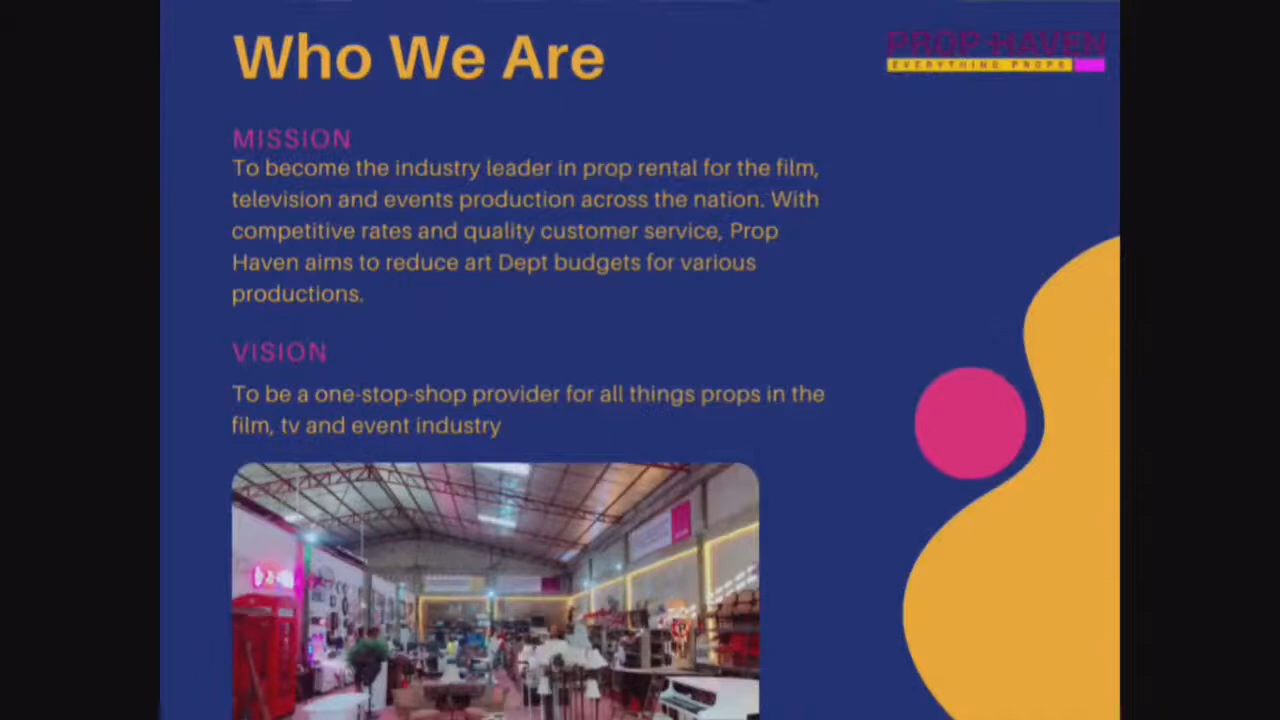 Who We Are
PROP HAVEN
EVERYTHING PROPS
MISSION
To become the industry leader in prop rental for the film,
television and events production across the nation. With
competitive rates and quality customer service, Prop
Haven aims to reduce art Dept budgets for various
productions.
VISION
To be a one-stop-shop provider for all things props in the
film, tv and event industry